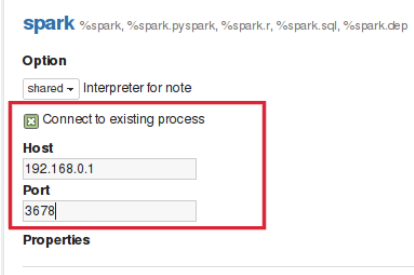 spark %spark, %spark.pyspark, %spark.r, %spark.sql, %spark.dep
Option
shared Interpreter for note
Connect to existing process
Host
192.168.0.1
Port
3678
Properties